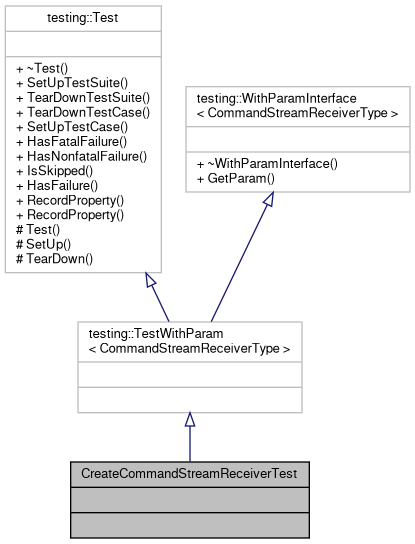 testing::Test
+ ~Test()
+ SetUpTestSuite()
+ TearDownTestSuite()
+ TearDownTestCase()
+ SetUpTestCase()
+ HasFatalFailure()
+ HasNonfatalFailure()
+ IsSkipped()
+ HasFailure()
+ RecordProperty()
+ RecordProperty()
# Test()
# SetUp()
# TearDown()
testing::WithParamInterface
< CommandStreamReceiverType >
+ ~WithParamInterface()
+ GetParam()
testing::TestWithParam
< CommandStreamReceiverType >
CreateCommandStreamReceiverTest